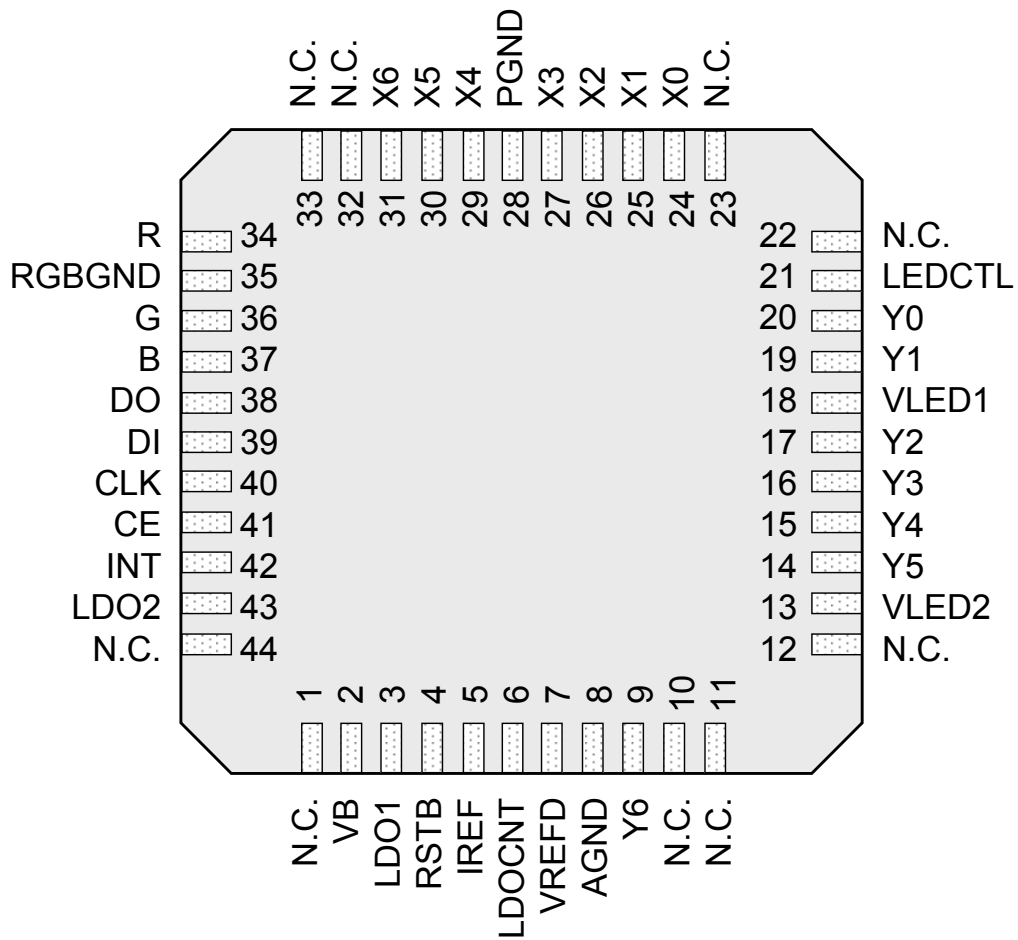 N.C.
N.C.
X6
X5
X4
PGND
X3
X2
X1
X0
N.C.
33
32
31
30
29
28
27
26
25
24
23
R 34
RGBGND 35
G 36
B 37
DO 38
DI 39
CLK 40
CE 41
INT 42
LDO2 43
N.C. 44
22 N.C.
21 LEDCTL
20 Y0
19 Y1
18 VLED1
17 Y2
16 Y3
15 Y4
14 Y5
13 VLED2
12 N.C.
1
2
3
4
5
6
7
8
9
10
11
N.C.
VB
LDO1
RSTB
IREF
LDOCNT
VREFD
AGND
Y6
N.C.
N.C.